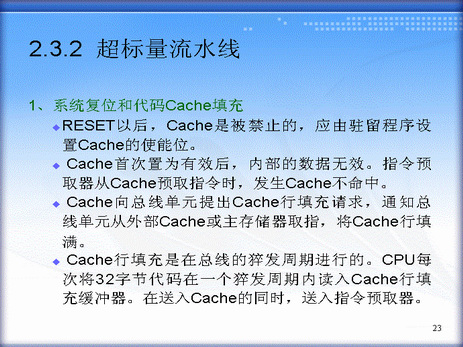 2.3.2 超标量流水线
1、系统复位和代码Cache填充
RESET以后，Cache是被禁止的，应由驻留程序设
置Cache的使能位。
Cache首次置为有效后，内部的数据无效。指令预
取器从Cache预取指令时，发生Cache不命中。
Cache向总线单元提出Cache行填充请求，通知总
线单元从外部Cache或主存储器取指，将Cache行填
满。
Cache行填充是在总线的猝发周期进行的。CPU每
次将32字节代码在一个猝发周期内读入Cache行填
充缓冲器。在送入Cache的同时，送入指令预取器。
23